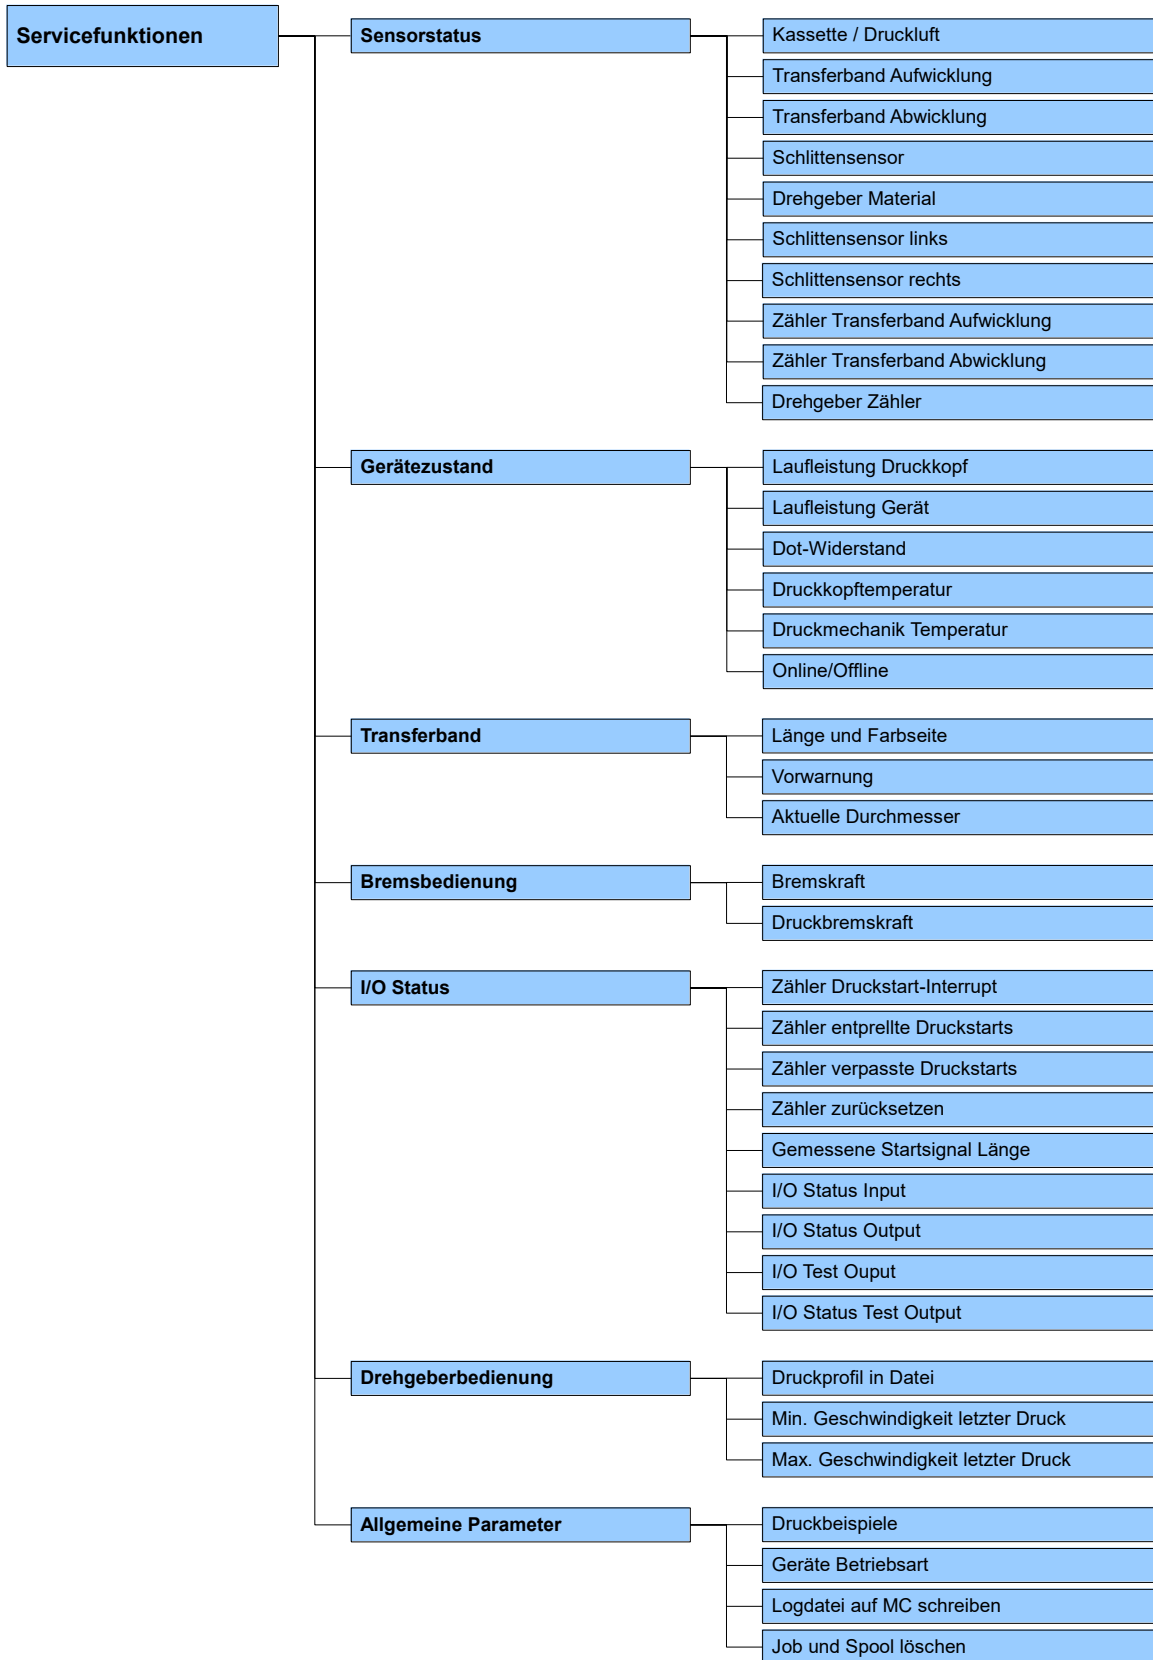 Servicefunktionen
Sensorstatus
Kassette / Druckluft
Transferband Aufwicklung
Transferband Abwicklung
Schlittensensor
Drehgeber Material
Schlittensensor links
Schlittensensor rechts
Zähler Transferband Aufwicklung
Zähler Transferband Abwicklung
Drehgeber Zähler
Gerätezustand
Laufleistung Druckkopf
Laufleistung Gerät
Dot-Widerstand
Druckkopftemperatur
Druckmechanik Temperatur
Online/Offline
Transferband
Länge und Farbseite
Vorwarnung
Aktuelle Durchmesser
Bremsbedienung
Bremskraft
Druckbremskraft
I/O Status
Zähler Druckstart-Interrupt
Zähler entprellte Druckstarts
Zähler verpasste Druckstarts
Zähler zurücksetzen
Gemessene Startsignal Länge
I/O Status Input
I/O Status Output
I/O Test Ouput
I/O Status Test Output
Drehgeberbedienung
Druckprofil in Datei
Min. Geschwindigkeit letzter Druck
Max. Geschwindigkeit letzter Druck
Allgemeine Parameter
Druckbeispiele
Geräte Betriebsart
Logdatei auf MC schreiben
Job und Spool löschen